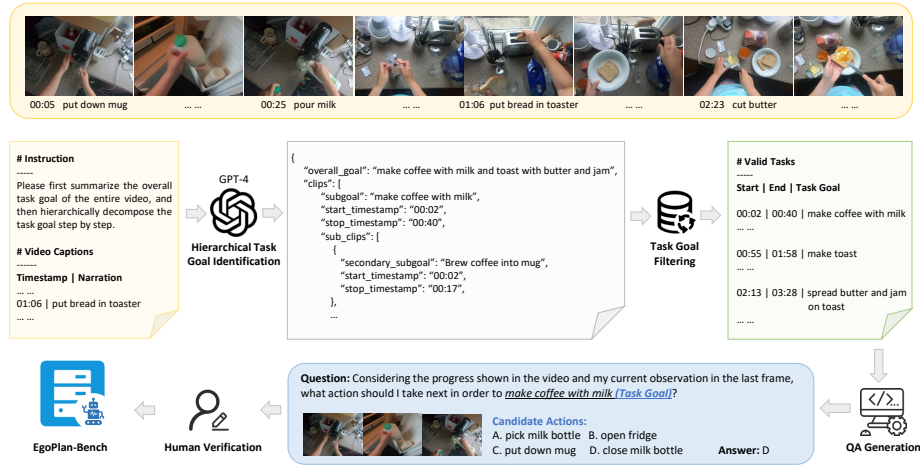 00:05 put down mug
... ...
00:25 pour milk
... ...
01:06 put bread in toaster
... ...
02:23 cut butter
... ...
# Instruction
-----
Please first summarize the overall
task goal of the entire video, and
then hierarchically decompose the
task goal step by step.
# Video Captions
------
Timestamp | Narration
... ...
01:06 | put bread in toaster
... ...
GPT-4
Hierarchical Task
Goal Identification
{
"overall_goal": "make coffee with milk and toast with butter and jam",
"clips": [
"subgoal": "make coffee with milk",
"start_timestamp": "00:02",
"stop_timestamp": "00:40",
"sub_clips": [
{
"secondary_subgoal": "Brew coffee into mug",
"start_timestamp": "00:02",
"stop_timestamp": "00:17",
},
...
Task Goal
Filtering
# Valid Tasks
-----
Start | End | Task Goal
00:02 | 00:40 | make coffee with milk
... ...
00:55 | 01:58 | make toast
... ...
02:13 | 03:28 | spread butter and jam
on toast
... ...
EgoPlan-Bench
Human Verification
Question: Considering the progress shown in the video and my current observation in the last frame,
what action should I take next in order to make coffee with milk (Task Goal)?
Candidate Actions:
A. pick milk bottle B. open fridge
C. put down mug D. close milk bottle Answer: D
</...>
QA Generation